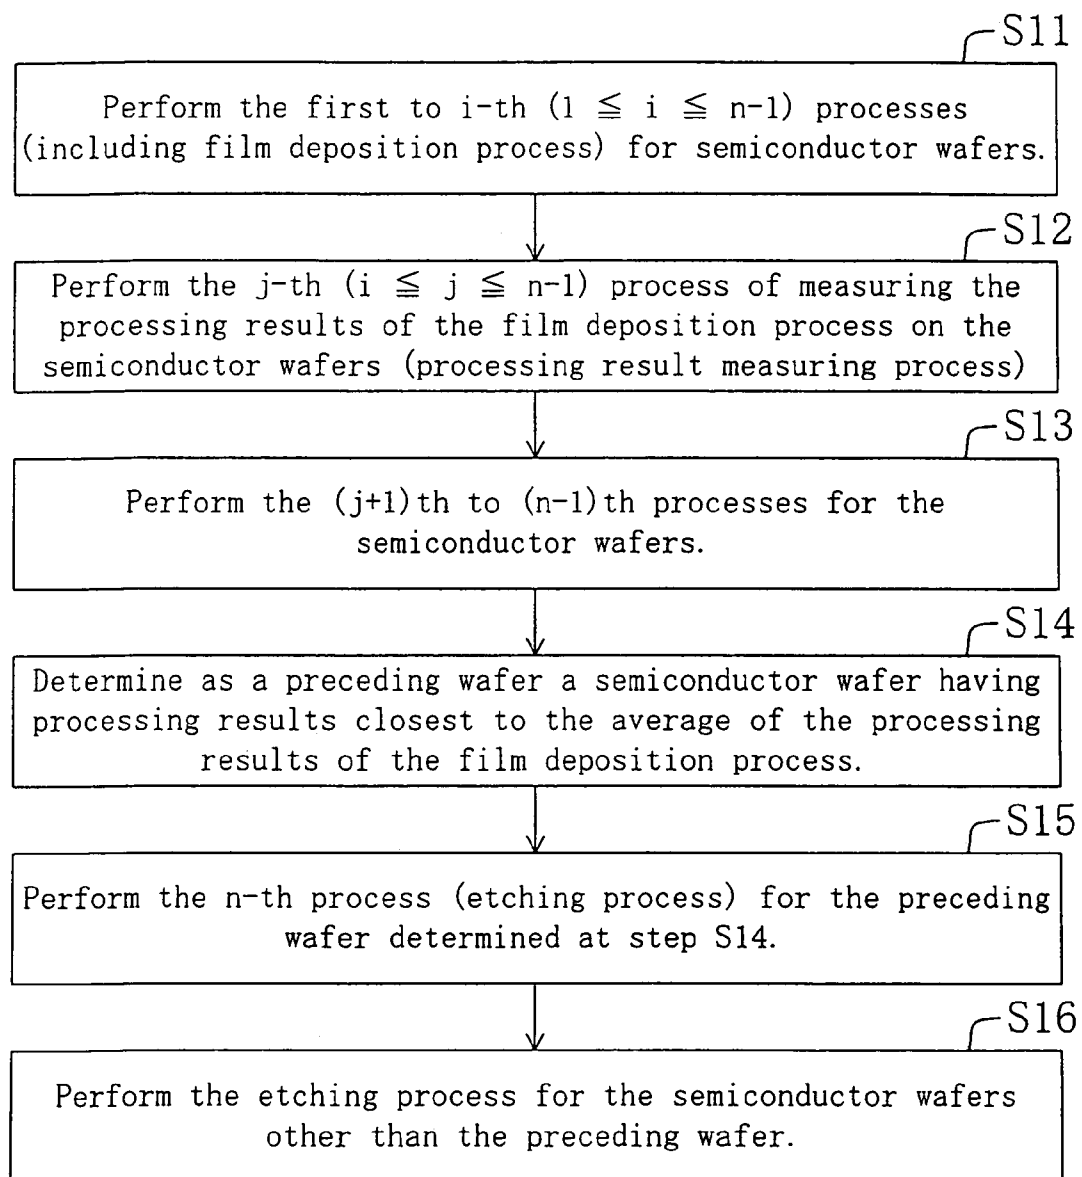 S11
Perform the first to i-th (1 ≦ i ≦ n-1) processes
(including film deposition process) for semiconductor wafers.
S12
Perform the j-th (i ≦ j ≦ n-1) process of measuring the
processing results of the film deposition process on the
semiconductor wafers (processing result measuring process)
S13
Perform the (j+1)th to (n-1)th processes for the
semiconductor wafers.
S14
Determine as a preceding wafer a semiconductor wafer having
processing results closest to the average of the processing
results of the film deposition process.
S15
Perform the n-th process (etching process) for the preceding
wafer determined at step S14.
S16
Perform the etching process for the semiconductor wafers
other than the preceding wafer.